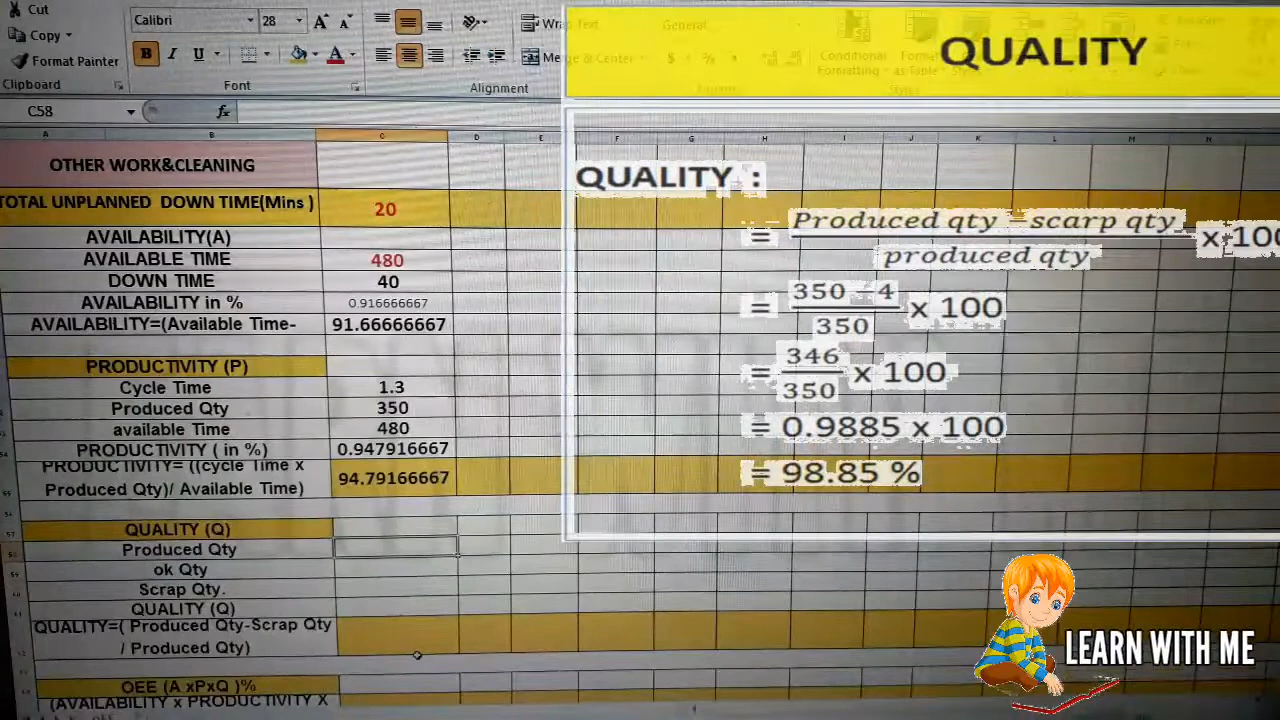 Cut
Calibri 28
Copy
Wrap Text
General
Format Painter
B I U
Merge & Center
Conditional Formatting
Clipboard Font Alignment
QUALITY
C58 fx
A B C D E F G H I J K L M N
OTHER WORK&CLEANING
TOTAL UNPLANNED DOWN TIME(Mins ) 20
AVAILABILITY(A)
AVAILABLE TIME 480
DOWN TIME 40
AVAILABILITY in % 0.916666667
AVAILABILITY=(Available Time- 91.66666667
PRODUCTIVITY (P)
Cycle Time 1.3
Produced Qty 350
available Time 480
PRODUCTIVITY ( in %) 0.947916667
PRODUCTIVITY= ((cycle Time x
Produced Qty)/ Available Time) 94.79166667
QUALITY (Q)
Produced Qty
ok Qty
Scrap Qty.
QUALITY (Q)
QUALITY=( Produced Qty-Scrap Qty
/ Produced Qty)
OEE (A xPxQ )%
(AVAILABILITY x PRODUCTIVITY X
QUALITY :
= Produced qty −scarp qty
produced qty
x 100
= 350 −4
350
x 100
= 346
350
x 100
= 0.9885 x 100
= 98.85 %
LEARN WITH ME